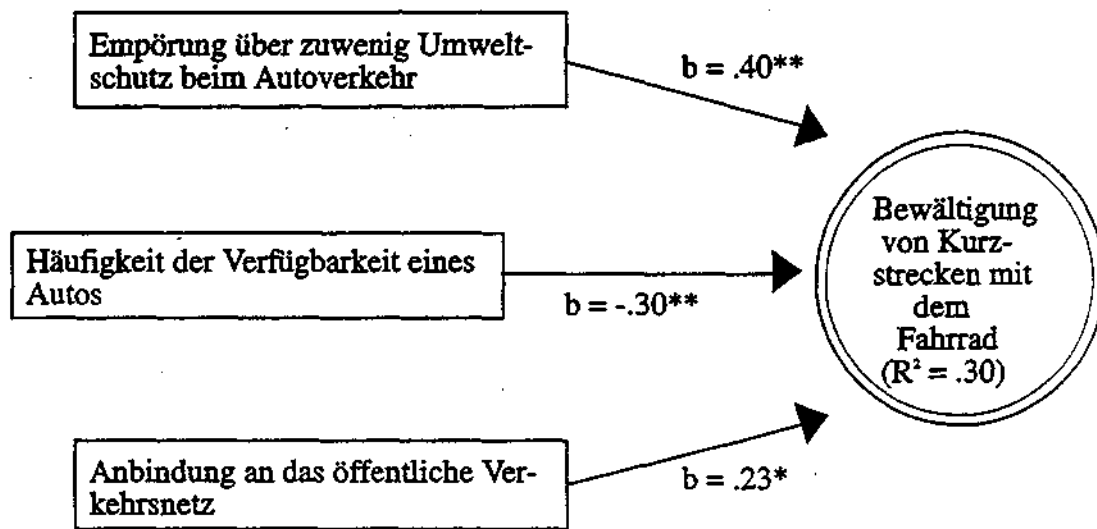 Empörung über zuwenig Umwelt-
schutz beim Autoverkehr
b = .40**
Häufigkeit der Verfügbarkeit eines
Autos
b = -.30**
Anbindung an das öffentliche Ver-
kehrsnetz
b = .23*
Bewältigung
von Kurz-
strecken mit
dem
Fahrrad
(R² = .30)